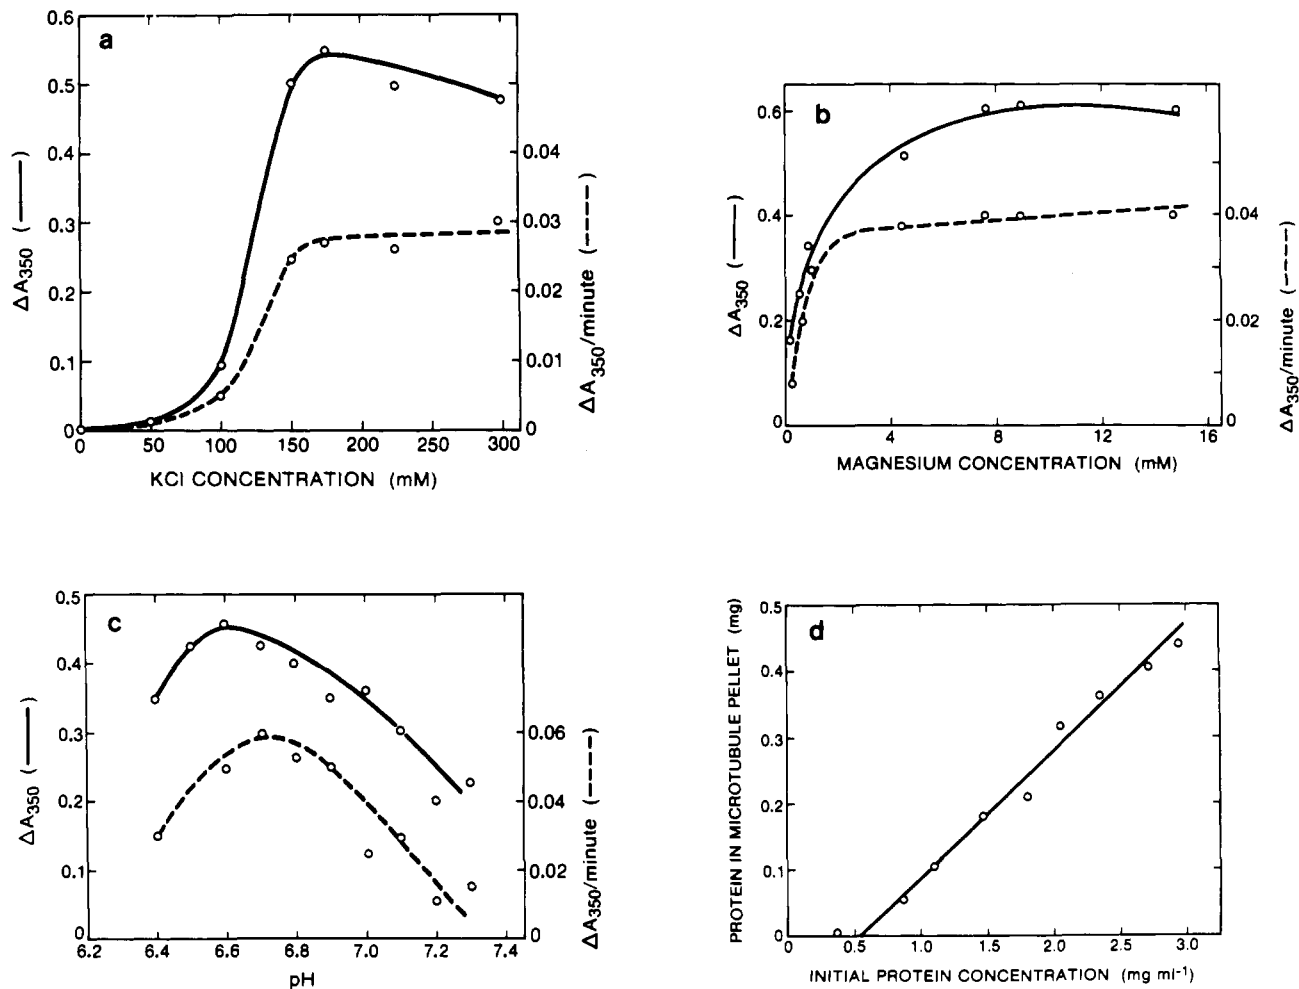 a
0.6
0.5
0.4
0.3
0.2
0.1
0
ΔA350 (——)
0.04
0.03
0.02
0.01
0
ΔA350/minute (----)
0 50 100 150 200 250 300
KCl CONCENTRATION (mM)
b
0.6
0.4
0.2
0
ΔA350 (——)
0.04
0.02
0
ΔA350/minute (----)
0 4 8 12 16
MAGNESIUM CONCENTRATION (mM)
c
0.5
0.4
0.3
0.2
0.1
0
ΔA350 (——)
0.06
0.04
0.02
0
ΔA350/minute (----)
6.2 6.4 6.6 6.8 7.0 7.2 7.4
pH
d
0.5
0.4
0.3
0.2
0.1
0
PROTEIN IN MICROTUBULE PELLET (mg)
0 0.5 1.0 1.5 2.0 2.5 3.0
INITIAL PROTEIN CONCENTRATION (mg ml-1)